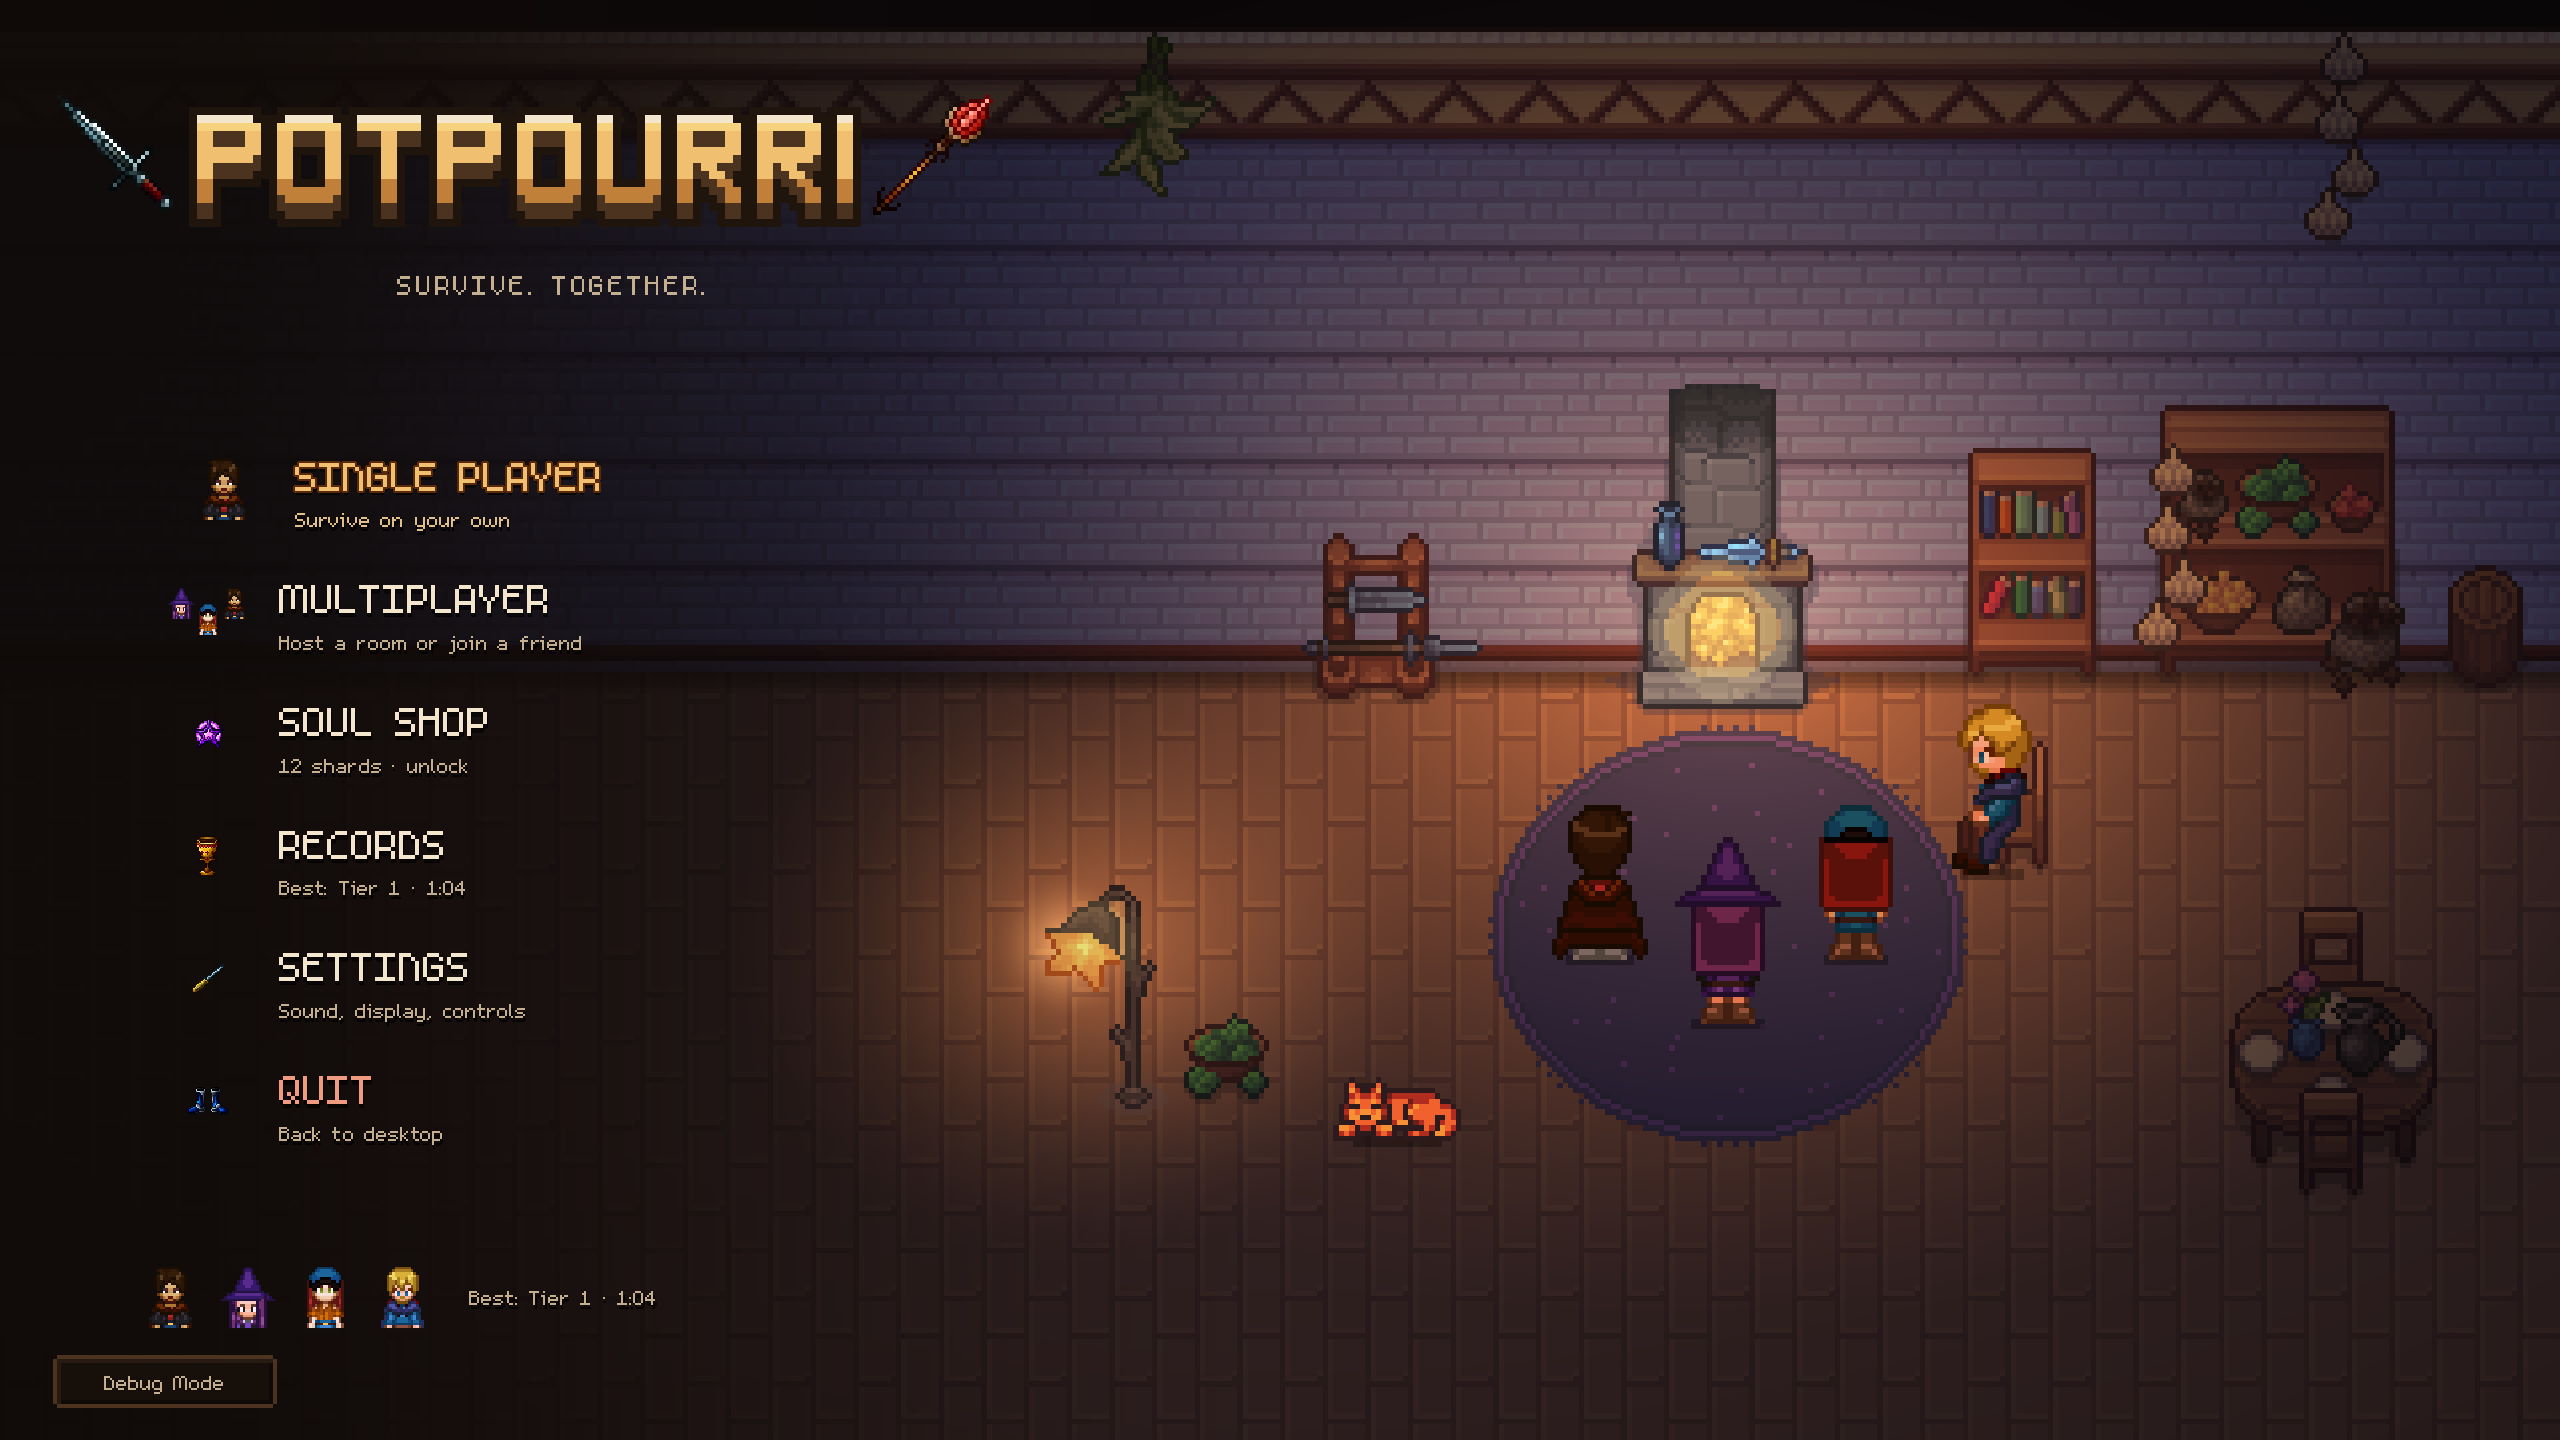 POTPOURRI
SURVIVE. TOGETHER.
SINGLE PLAYER
Survive on your own
MULTIPLAYER
Host a room or join a friend
SOUL SHOP
12 shards · unlock
RECORDS
Best: Tier 1 · 1:04
SETTINGS
Sound, display, controls
QUIT
Back to desktop
Best: Tier 1 · 1:04
Debug Mode